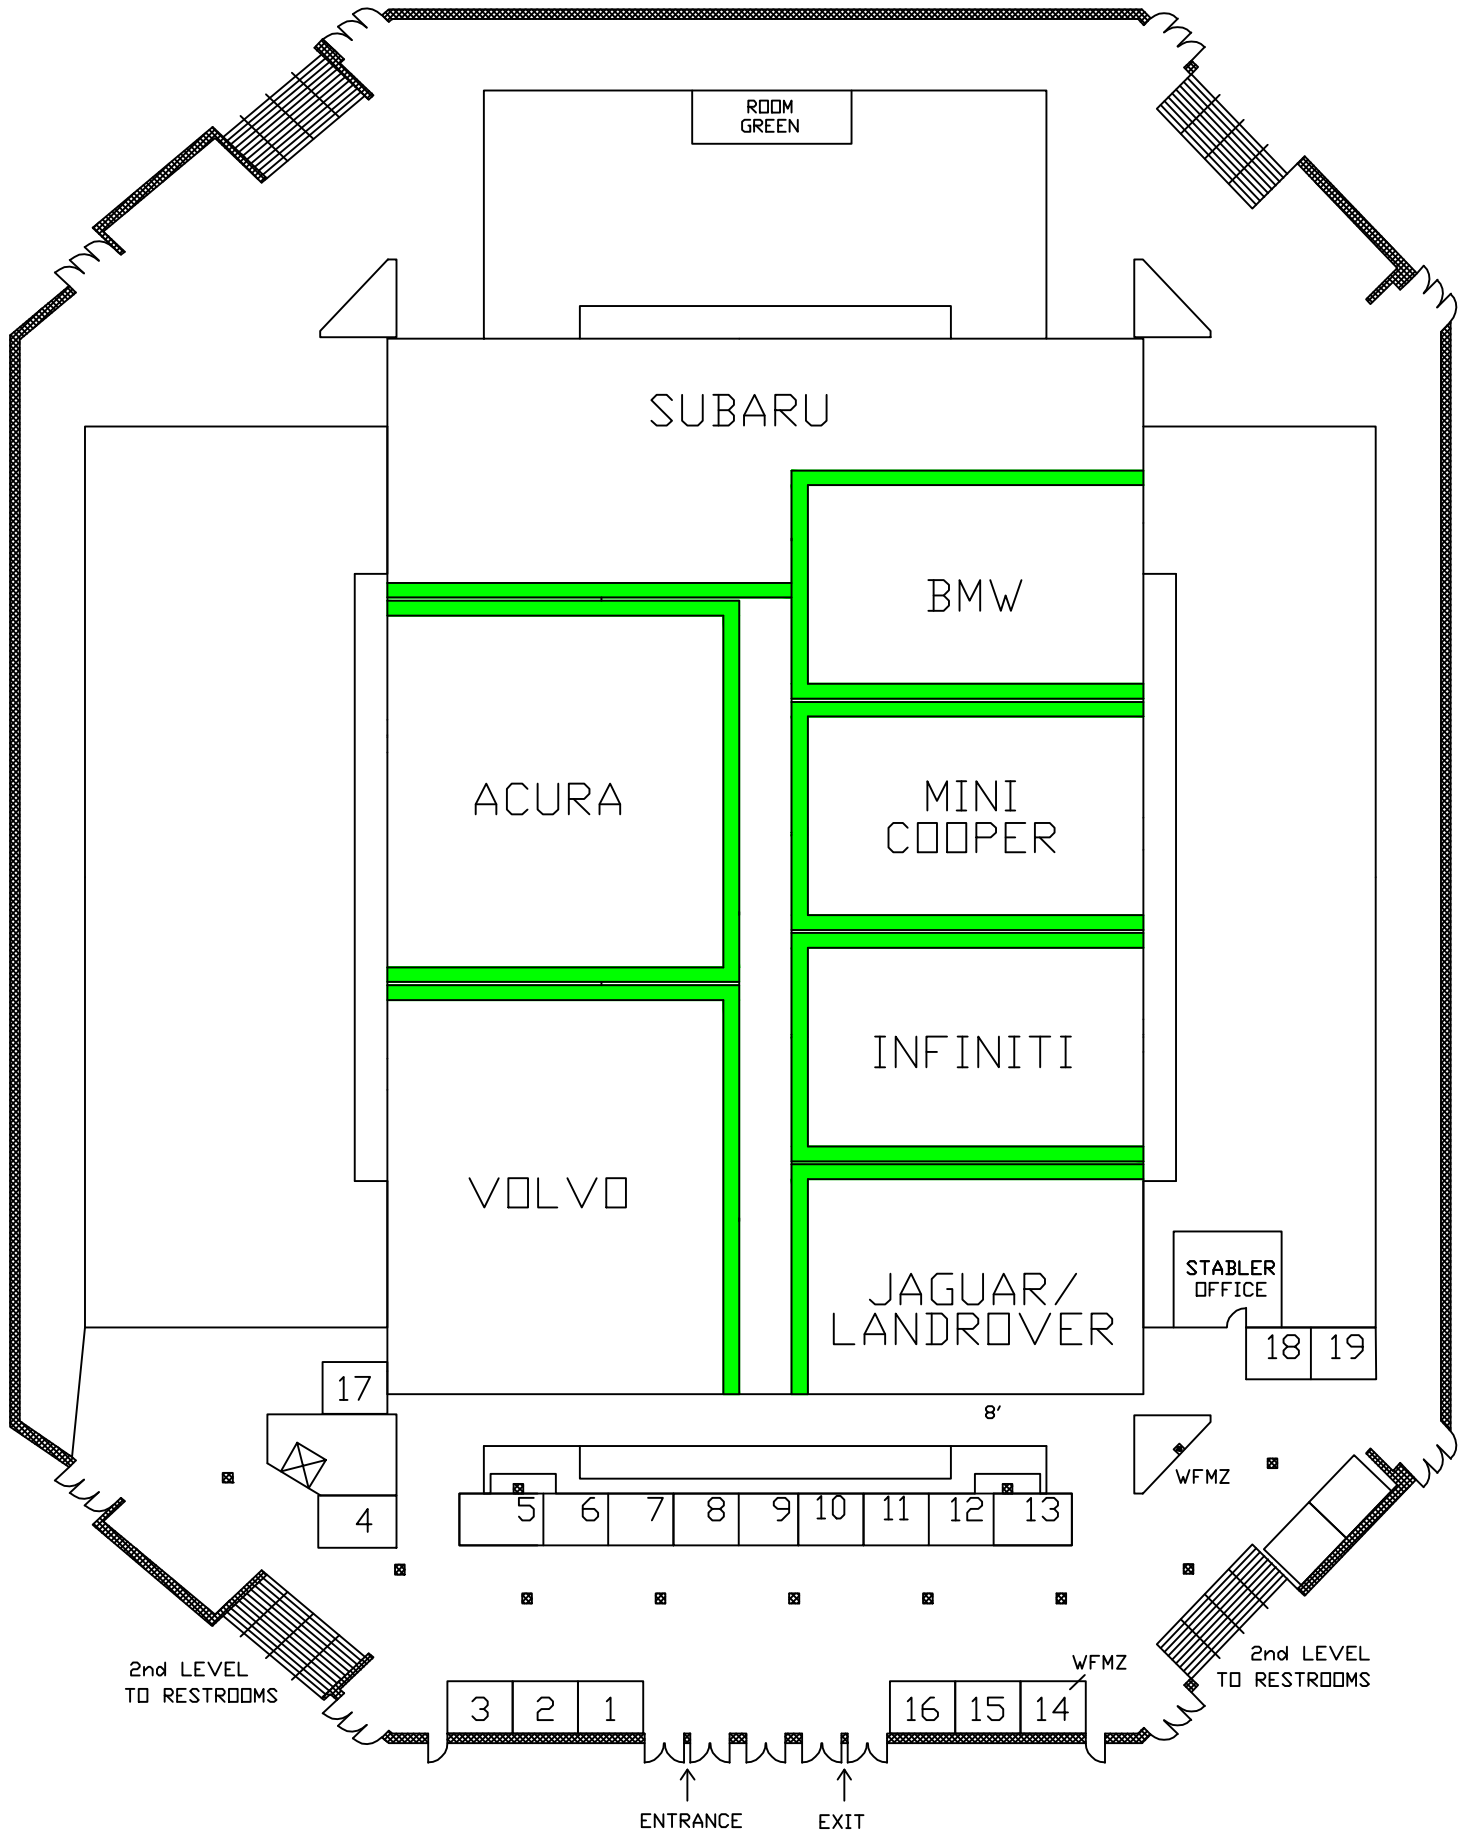 ROOM
GREEN
SUBARU
BMW
ACURA
MINI
COOPER
INFINITI
VOLVO
JAGUAR/
LANDROVER
STABLER
OFFICE
18 19
17
8'
WFMZ
4
5 6 7 8 9 10 11 12 13
2nd LEVEL
TO RESTROOMS
2nd LEVEL
TO RESTROOMS
WFMZ
3 2 1
16 15 14
ENTRANCE
EXIT